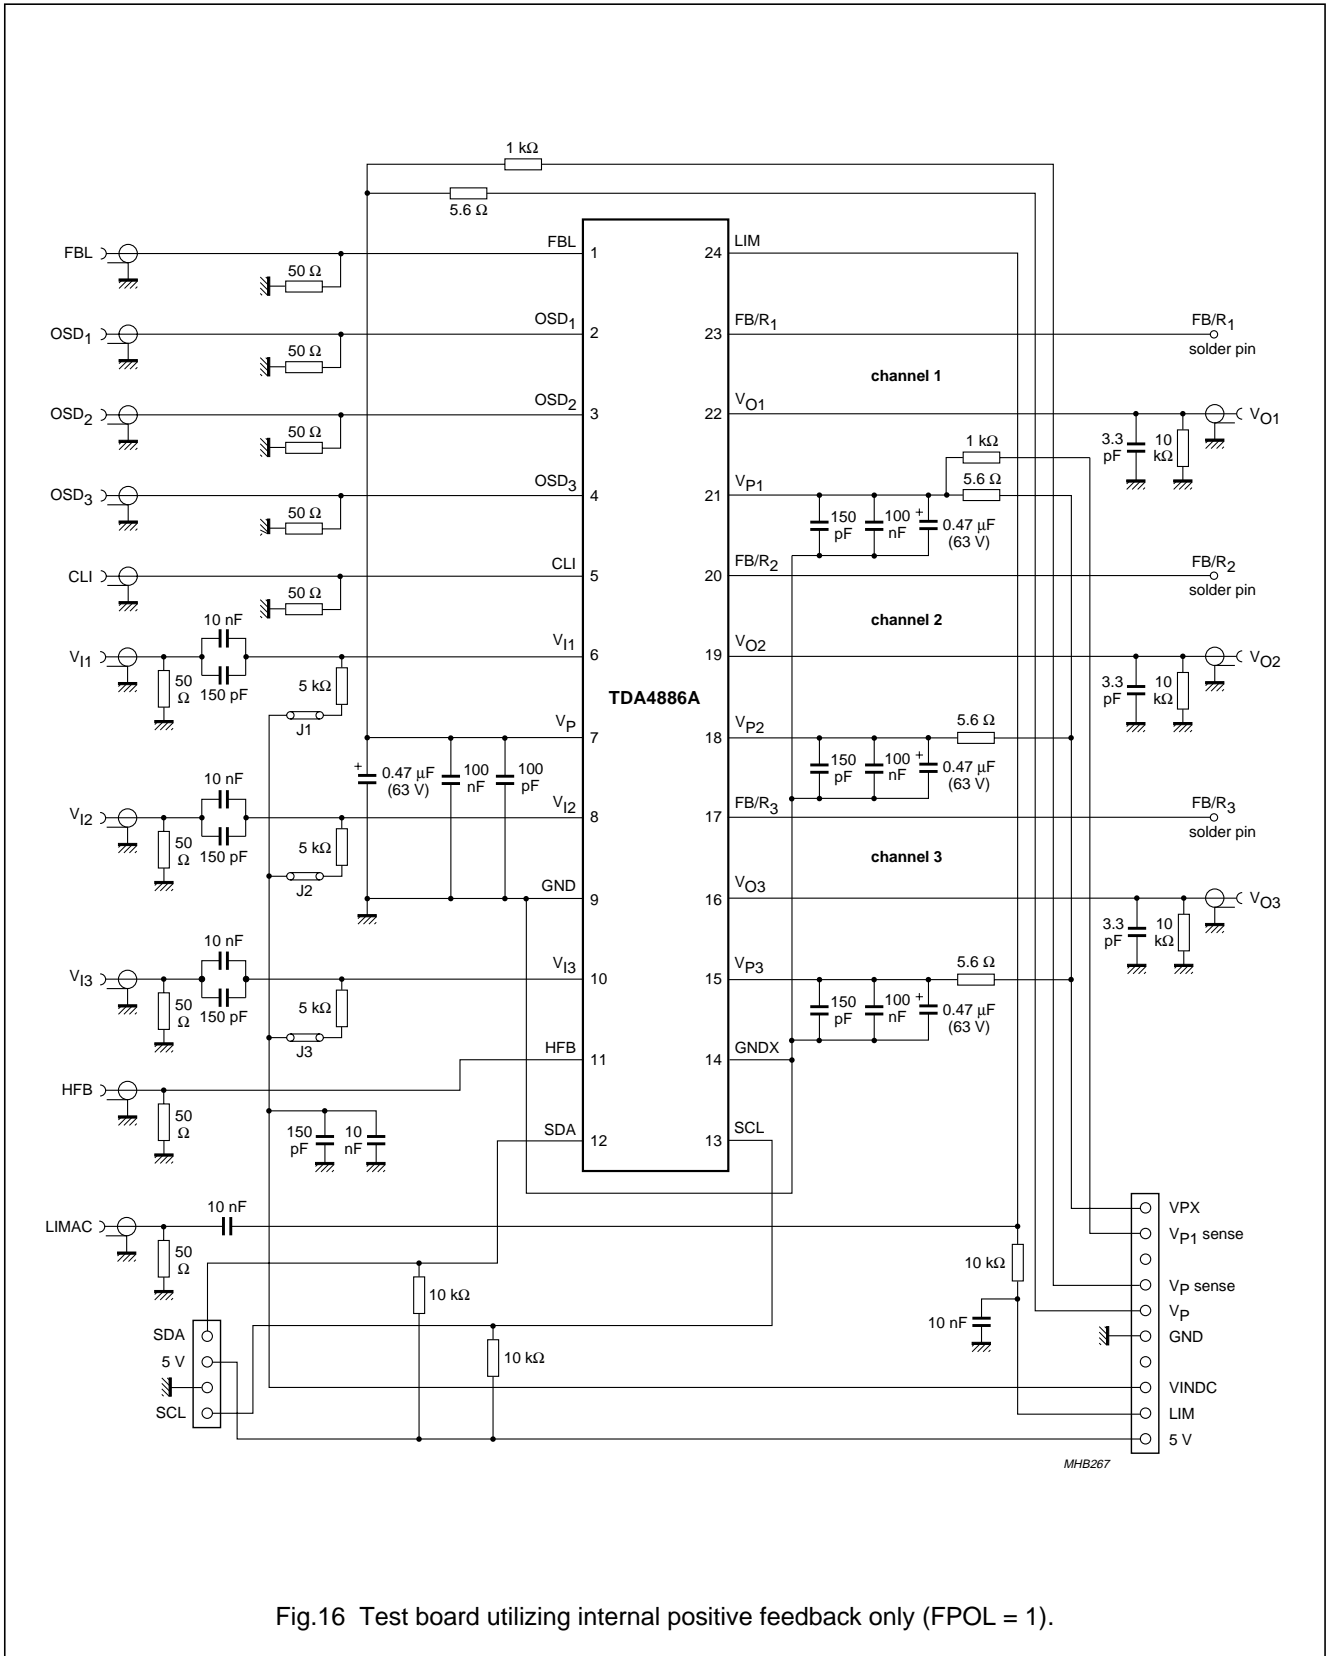 1 kΩ
5.6 Ω
FBL
50 Ω
FBL
1
24
LIM
OSD1
50 Ω
OSD1
2
23
FB/R1
FB/R1
solder pin
channel 1
OSD2
50 Ω
OSD2
3
22
VO1
3.3
pF
10
kΩ
VO1
1 kΩ
OSD3
50 Ω
OSD3
4
21
VP1
5.6 Ω
150
pF
100
nF
+
0.47 µF
(63 V)
CLI
50 Ω
CLI
5
20
FB/R2
FB/R2
solder pin
channel 2
10 nF
VI1
50
Ω
150 pF
5 kΩ
J1
VI1
6
19
VO2
3.3
pF
10
kΩ
VO2
TDA4886A
VP
7
+
0.47 µF
(63 V)
100
nF
100
pF
18
VP2
5.6 Ω
150
pF
100
nF
+
0.47 µF
(63 V)
10 nF
VI2
50
Ω
150 pF
5 kΩ
J2
VI2
8
17
FB/R3
FB/R3
solder pin
channel 3
GND
9
16
VO3
3.3
pF
10
kΩ
VO3
10 nF
VI3
50
Ω
150 pF
5 kΩ
J3
VI3
10
15
VP3
5.6 Ω
150
pF
100
nF
+
0.47 µF
(63 V)
HFB
50
Ω
HFB
11
14
GNDX
150
pF
10
nF
SDA
12
13
SCL
LIMAC
50
Ω
10 nF
10 kΩ
10 kΩ
10 kΩ
10 nF
SDA
5 V
SCL
VPX
VP1 sense
VP sense
VP
GND
VINDC
LIM
5 V
MHB267
Fig.16 Test board utilizing internal positive feedback only (FPOL = 1).